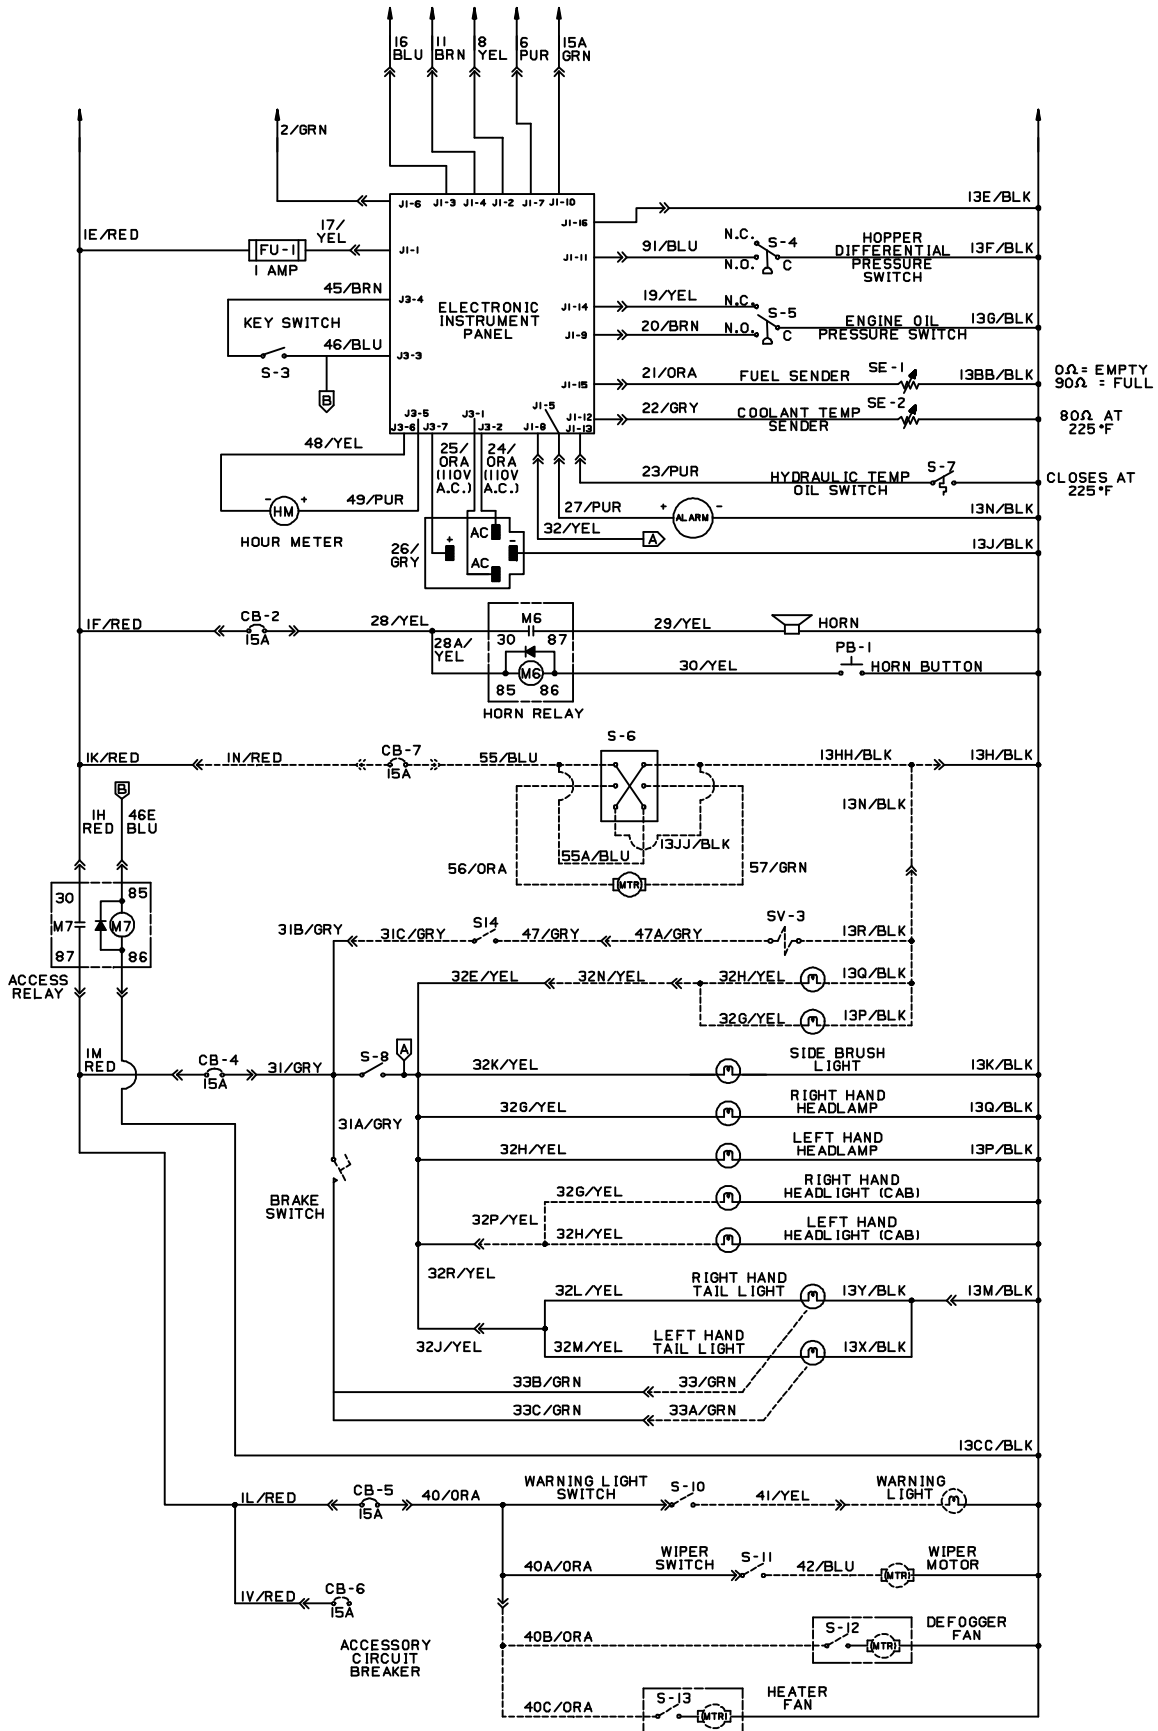 16 BLU
11 BRN
8 YEL
6 PUR
15A GRN
2/GRN
J1-6
J1-3
J1-4
J1-2
J1-7
J1-10
J1-16
13E/BLK
1E/RED
17/ YEL
FU-1
1 AMP
J1-1
J1-11
91/BLU
N.C.
S-4
N.O.
C
HOPPER
DIFFERENTIAL
PRESSURE
SWITCH
13F/BLK
45/BRN
J3-4
ELECTRONIC
INSTRUMENT
PANEL
J1-14
19/YEL
N.C.
S-5
KEY SWITCH
46/BLU
J3-3
S-3
B
J1-9
20/BRN
N.O.
C
ENGINE OIL
PRESSURE SWITCH
13G/BLK
J1-15
21/ORA
FUEL SENDER
SE-1
13BB/BLK
0Ω= EMPTY
90Ω = FULL
J1-12
22/GRY
COOLANT TEMP
SENDER
SE-2
80Ω AT
225°F
J3-5
J3-6
J3-7
J3-1
J3-2
J1-8
J1-5
J1-13
48/YEL
25/
ORA
(110V
A.C.)
24/
ORA
(110V
A.C.)
23/PUR
HYDRAULIC TEMP
OIL SWITCH
S-7
CLOSES AT
225°F
- HM +
49/PUR
HOUR METER
27/PUR
+ ALARM -
13N/BLK
32/YEL
A
26/
GRY
+
AC
AC
-
13J/BLK
1F/RED
CB-2
15A
28/YEL
28A/
YEL
M6
30
87
M6
85
86
HORN RELAY
29/YEL
HORN
PB-1
30/YEL
HORN BUTTON
1K/RED
1N/RED
CB-7
15A
55/BLU
S-6
13HH/BLK
13H/BLK
13N/BLK
B
1H
RED
46E
BLU
56/ORA
55A/BLU
13JJ/BLK
57/GRN
MTR
30
85
M7
M7
87
86
ACCESS
RELAY
31B/GRY
31C/GRY
S14
47/GRY
47A/GRY
SV-3
13R/BLK
32E/YEL
32N/YEL
32H/YEL
13Q/BLK
32G/YEL
13P/BLK
1M
RED
CB-4
15A
31/GRY
S-8
A
32K/YEL
SIDE BRUSH
LIGHT
13K/BLK
31A/GRY
32G/YEL
RIGHT HAND
HEADLAMP
13Q/BLK
32H/YEL
LEFT HAND
HEADLAMP
13P/BLK
BRAKE
SWITCH
32G/YEL
RIGHT HAND
HEADLIGHT (CAB)
32P/YEL
32H/YEL
LEFT HAND
HEADLIGHT (CAB)
32R/YEL
32L/YEL
RIGHT HAND
TAIL LIGHT
13Y/BLK
13M/BLK
32J/YEL
32M/YEL
LEFT HAND
TAIL LIGHT
13X/BLK
33B/GRN
33/GRN
33C/GRN
33A/GRN
13CC/BLK
1L/RED
CB-5
15A
40/ORA
WARNING LIGHT
SWITCH
S-10
41/YEL
WARNING
LIGHT
1V/RED
CB-6
15A
ACCESSORY
CIRCUIT
BREAKER
40A/ORA
WIPER
SWITCH
S-11
42/BLU
MTR1
WIPER
MOTOR
40B/ORA
S-12
MTR1
DEFOGGER
FAN
40C/ORA
S-13
MTR1
HEATER
FAN